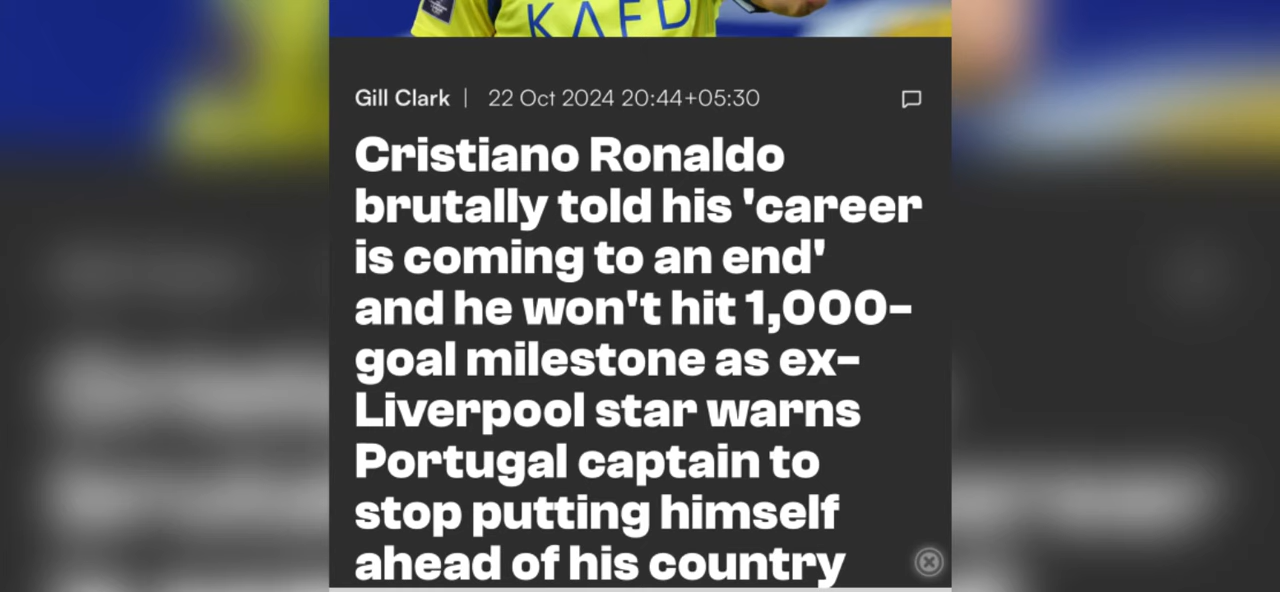 KAFD
Gill Clark | 22 Oct 2024 20:44+05:30
Cristiano Ronaldo
brutally told his 'career
is coming to an end'
and he won't hit 1,000-
goal milestone as ex-
Liverpool star warns
Portugal captain to
stop putting himself
ahead of his country